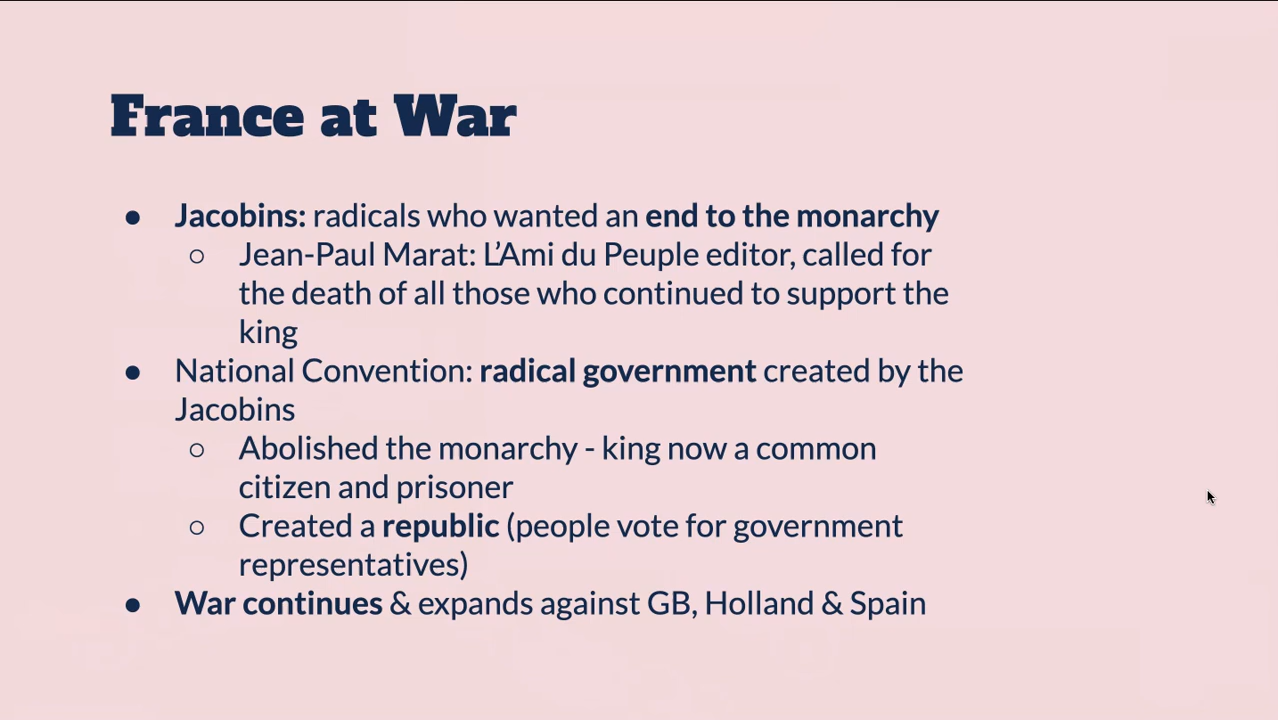 France at War
● Jacobins: radicals who wanted an end to the monarchy
○ Jean-Paul Marat: L’Ami du Peuple editor, called for
the death of all those who continued to support the
king
● National Convention: radical government created by the
Jacobins
○ Abolished the monarchy - king now a common
citizen and prisoner
○ Created a republic (people vote for government
representatives)
● War continues & expands against GB, Holland & Spain